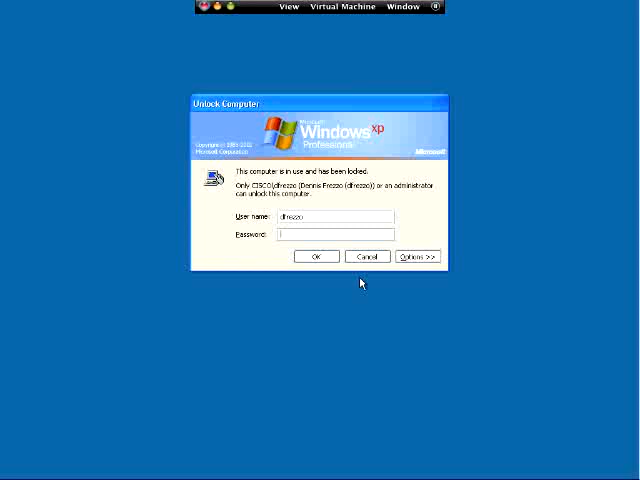 View Virtual Machine Window
Unlock Computer
Microsoft
Windows xp
Professional
Copyright © 1985-2001
Microsoft Corporation
Microsoft
This computer is in use and has been locked.
Only CISCO\dfrezzo (Dennis Frezzo (dfrezzo)) or an administrator
can unlock this computer.
User name: dfrezzo
Password:
OK Cancel Options >>